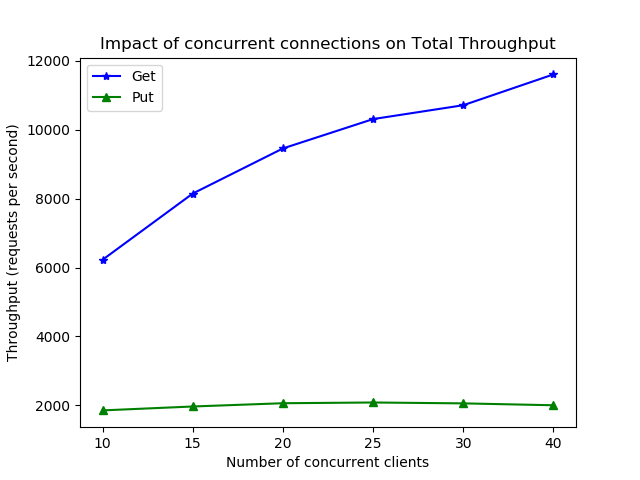 Impact of concurrent connections on Total Throughput
12000
10000
8000
6000
4000
2000
Throughput (requests per second)
Get
Put
10 15 20 25 30 40
Number of concurrent clients